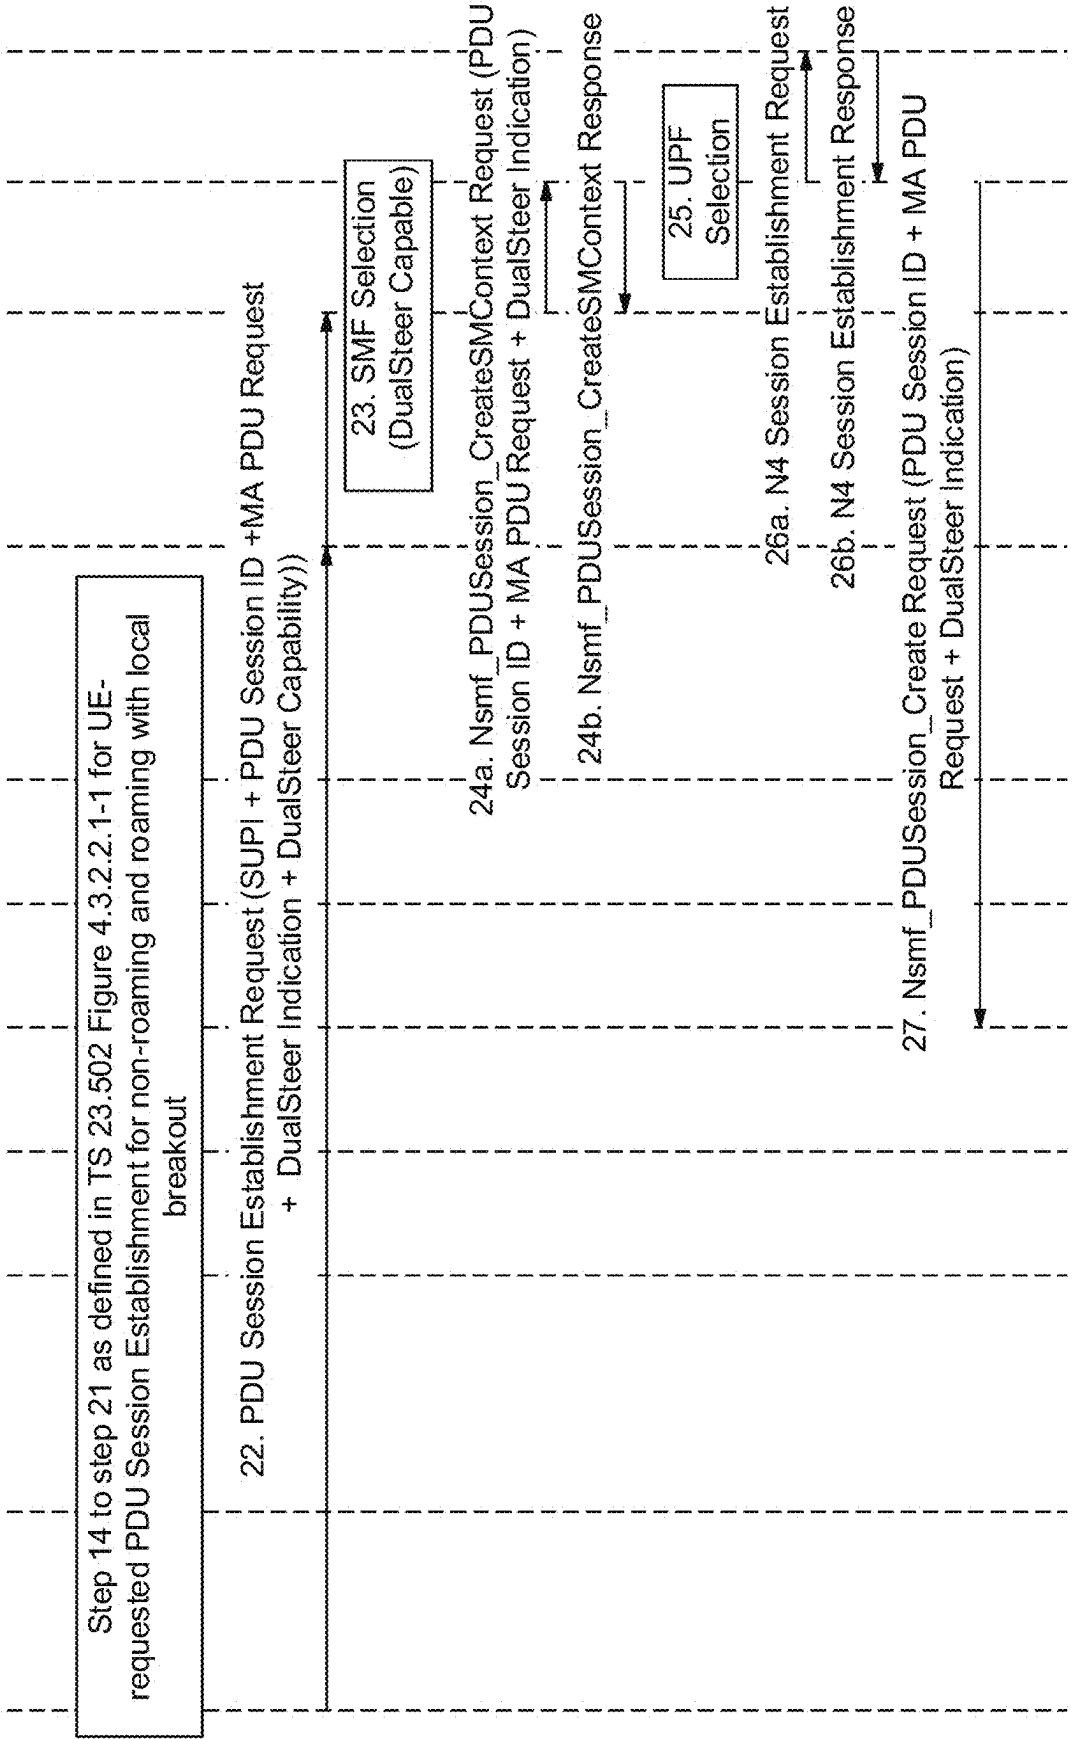 Step 14 to step 21 as defined in TS 23.502 Figure 4.3.2.2.1-1 for UE-
requested PDU Session Establishment for non-roaming and roaming with local
breakout
22. PDU Session Establishment Request (SUPI + PDU Session ID +MA PDU Request
+ DualSteer Indication + DualSteer Capability))
23. SMF Selection
(DualSteer Capable)
24a. Nsmf_PDUSession_CreateSMContext Request (PDU
Session ID + MA PDU Request + DualSteer Indication)
24b. Nsmf_PDUSession_CreateSMContext Response
25. UPF
Selection
26a. N4 Session Establishment Request
26b. N4 Session Establishment Response
27. Nsmf_PDUSession_Create Request (PDU Session ID + MA PDU
Request + DualSteer Indication)